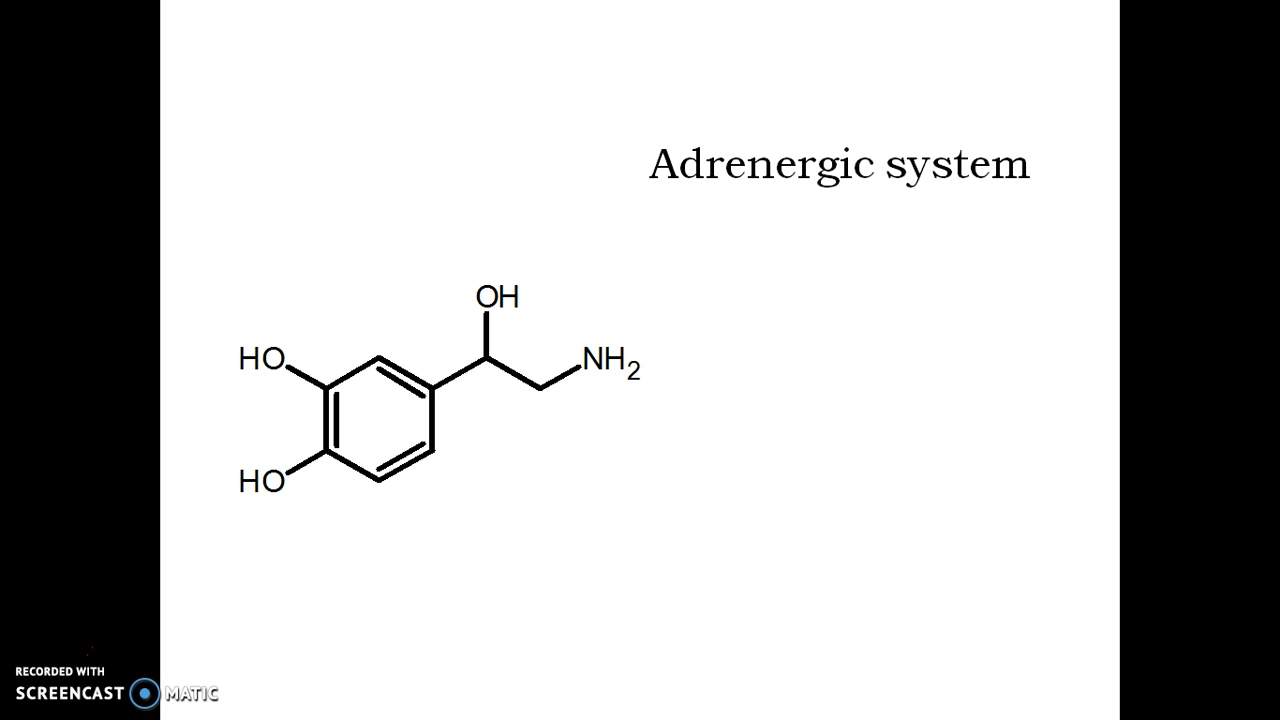 Adrenergic system
OH
HO
NH2
HO
RECORDED WITH
SCREENCAST MATIC